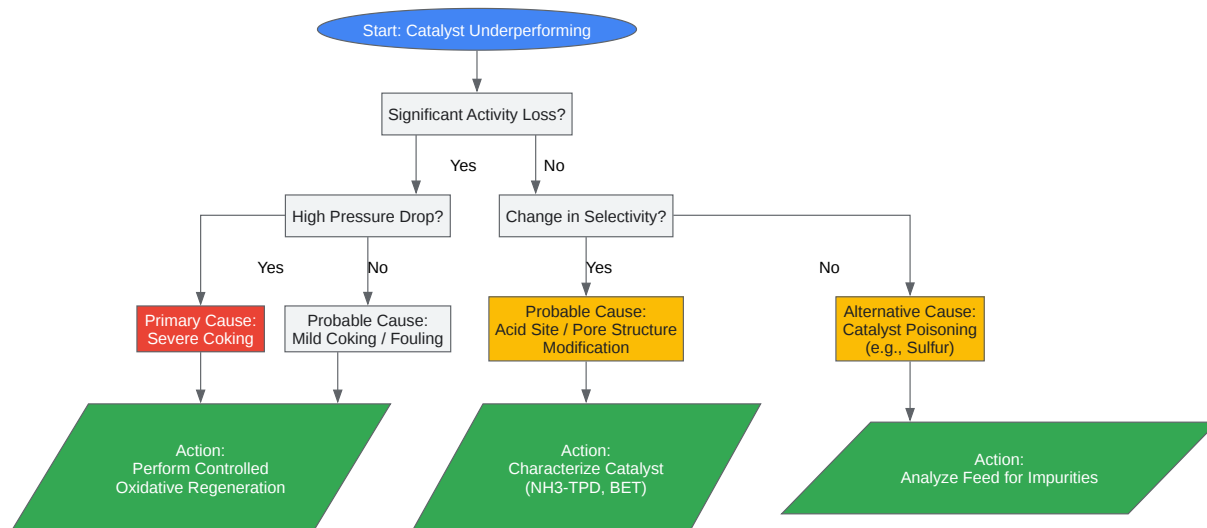 Start: Catalyst Underperforming
Significant Activity Loss?
Yes
No
High Pressure Drop?
Change in Selectivity?
Yes
No
Yes
No
Primary Cause:
Severe Coking
Probable Cause:
Mild Coking / Fouling
Probable Cause:
Acid Site / Pore Structure
Modification
Alternative Cause:
Catalyst Poisoning
(e.g., Sulfur)
Action:
Perform Controlled
Oxidative Regeneration
Action:
Characterize Catalyst
(NH3-TPD, BET)
Action:
Analyze Feed for Impurities